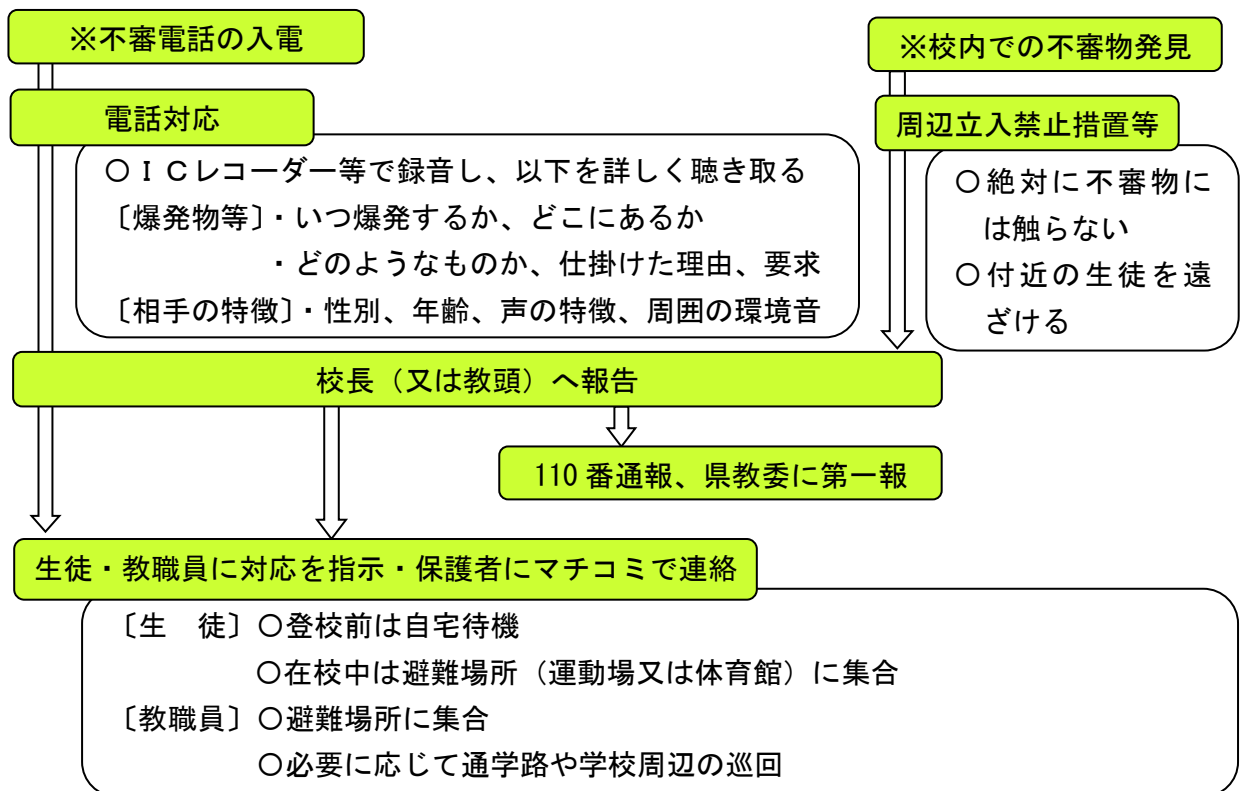 ※不審電話の入電
※校内での不審物発見
電話対応
周辺立入禁止措置等
〇ＩＣレコーダー等で録音し、以下を詳しく聴き取る
〔爆発物等〕・いつ爆発するか、どこにあるか
・どのようなものか、仕掛けた理由、要求
〔相手の特徴〕・性別、年齢、声の特徴、周囲の環境音
〇絶対に不審物に
は触らない
〇付近の生徒を遠
ざける
校長（又は教頭）へ報告
110番通報、県教委に第一報
生徒・教職員に対応を指示・保護者にマチコミで連絡
〔生　徒〕〇登校前は自宅待機
〇在校中は避難場所（運動場又は体育館）に集合
〔教職員〕〇避難場所に集合
〇必要に応じて通学路や学校周辺の巡回